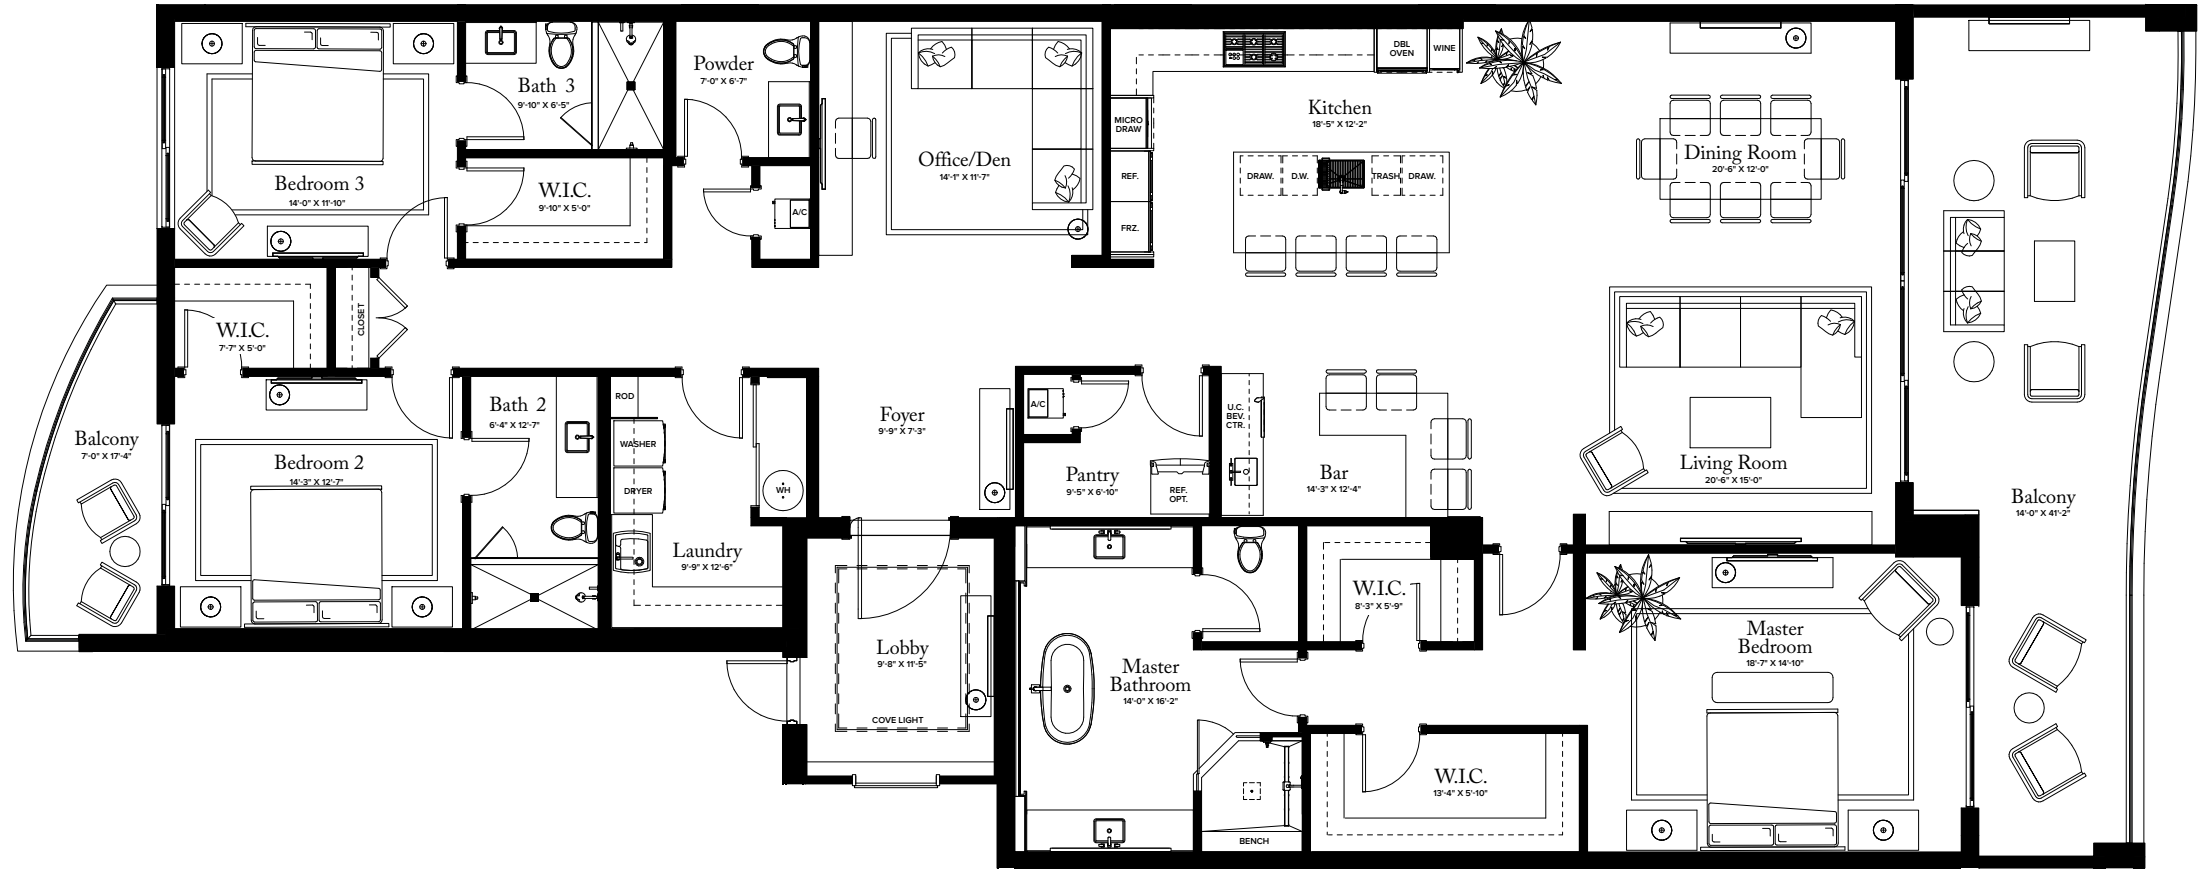 Bedroom 3
14'-0" X 11'-10"
Bath 3
9'-10" X 6'-5"
W.I.C.
9'-10" X 5'-0"
Powder
7'-0" X 6'-7"
A/C
Office/Den
14'-1" X 11'-7"
DBL
OVEN
WINE
MICRO
DRAW
REF.
FRZ.
Kitchen
18'-5" X 12'-2"
DRAW.
D.W.
TRASH
DRAW.
Dining Room
20'-6" X 12'-0"
W.I.C.
7'-7" X 5'-0"
CLOSET
Balcony
7'-0" X 17'-4"
Bedroom 2
14'-3" X 12'-7"
Bath 2
6'-4" X 12'-7"
ROD
WASHER
DRYER
WH
Laundry
9'-9" X 12'-6"
Foyer
9'-9" X 7'-3"
A/C
Pantry
9'-5" X 6'-10"
REF.
OPT.
U.C.
BEV.
CTR.
Bar
14'-3" X 12'-4"
Living Room
20'-6" X 15'-0"
Balcony
14'-0" X 41'-2"
Lobby
9'-8" X 11'-5"
COVE LIGHT
Master
Bathroom
14'-0" X 16'-2"
W.I.C.
8'-3" X 5'-9"
W.I.C.
13'-4" X 5'-10"
BENCH
Master
Bedroom
18'-7" X 14'-10"